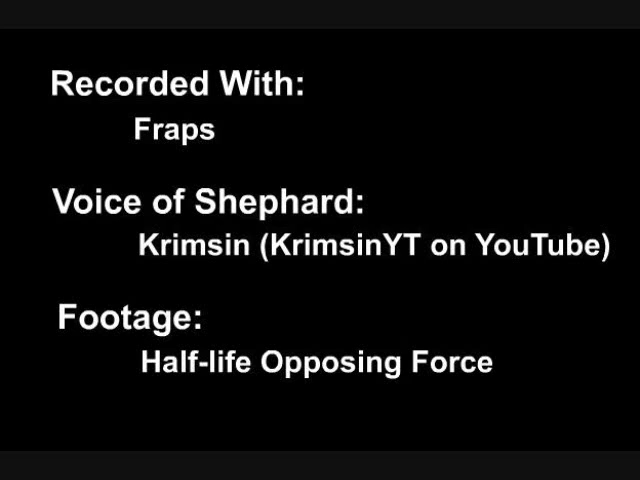 Recorded With:
Fraps
Voice of Shephard:
Krimsin (KrimsinYT on YouTube)
Footage:
Half-life Opposing Force